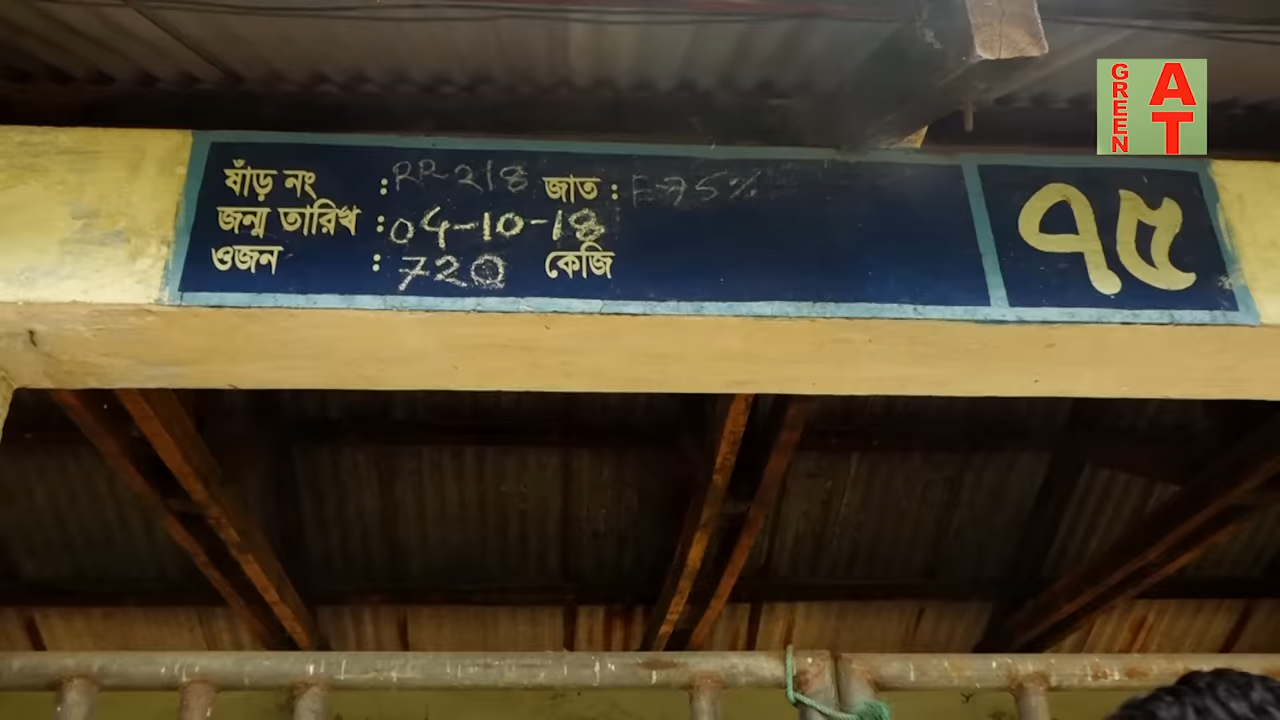 ষাঁড় নং : RR-218 জাত : F-75%
জন্ম তারিখ : 04-10-18
ওজন : 720 কেজি
৭৫
GREEN
AT